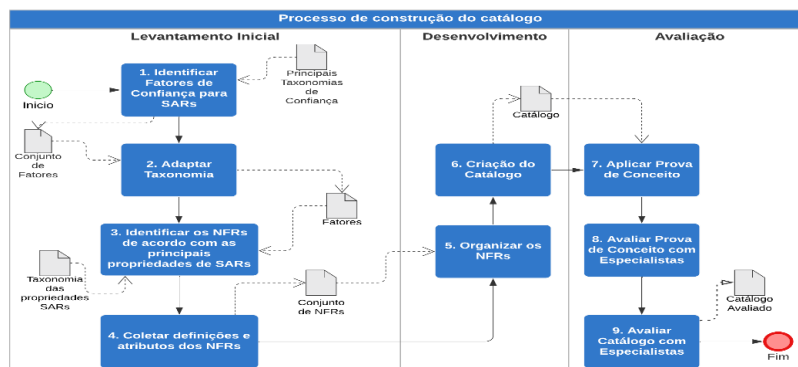 Processo de construção do catálogo
Levantamento Inicial
Desenvolvimento
Avaliação
Início
1. Identificar
Fatores de
Confiança para
SARs
Principais
Taxonomias
de Confiança
Conjunto
de
Fatores
2. Adaptar
Taxonomia
Fatores
3. Identificar os NFRs
de acordo com as
principais
propriedades de SARs
Taxonomia
das
propriedades
SARs
Conjunto
de NFRs
4. Coletar definições e
atributos dos NFRs
Catálogo
6. Criação do
Catálogo
5. Organizar os
NFRs
7. Aplicar Prova
de Conceito
8. Avaliar Prova
de Conceito com
Especialistas
Catálogo
Avaliado
9. Avaliar
Catálogo com
Especialistas
Fim